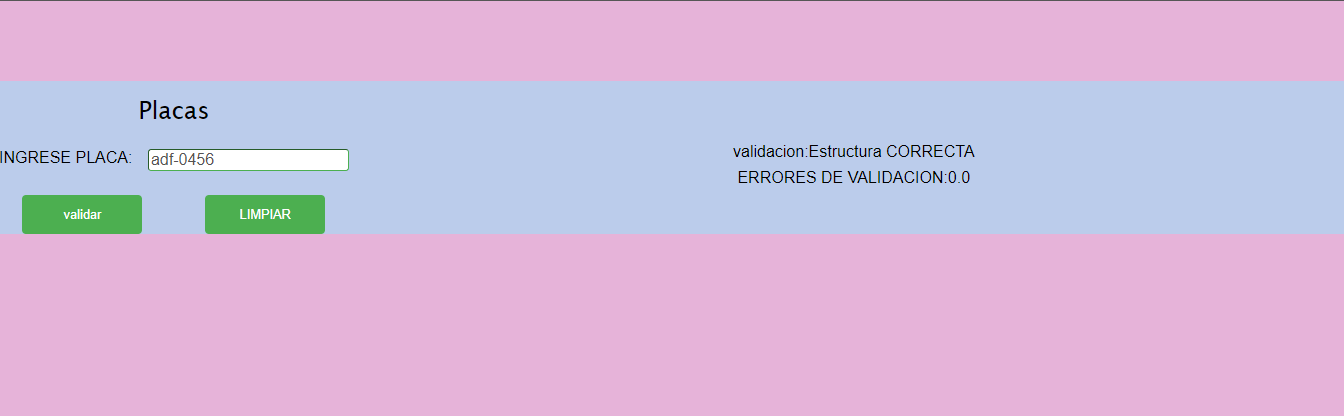 Placas
INGRESE PLACA: adf-0456
validar LIMPIAR
validacion:Estructura CORRECTA
ERRORES DE VALIDACION:0.0